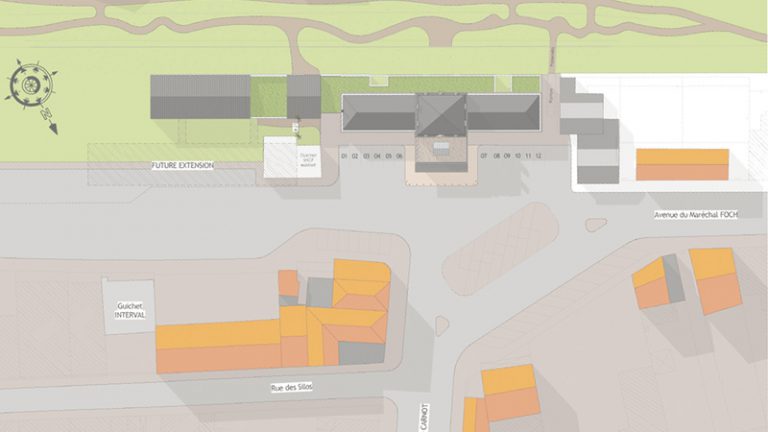 N
FUTURE EXTENSION
01 02 03 04 05 06
07 08 09 10 11 12
Avenue du Maréchal FOCH
Guichet
INTERVAL
Rue des Silos
CARNOT